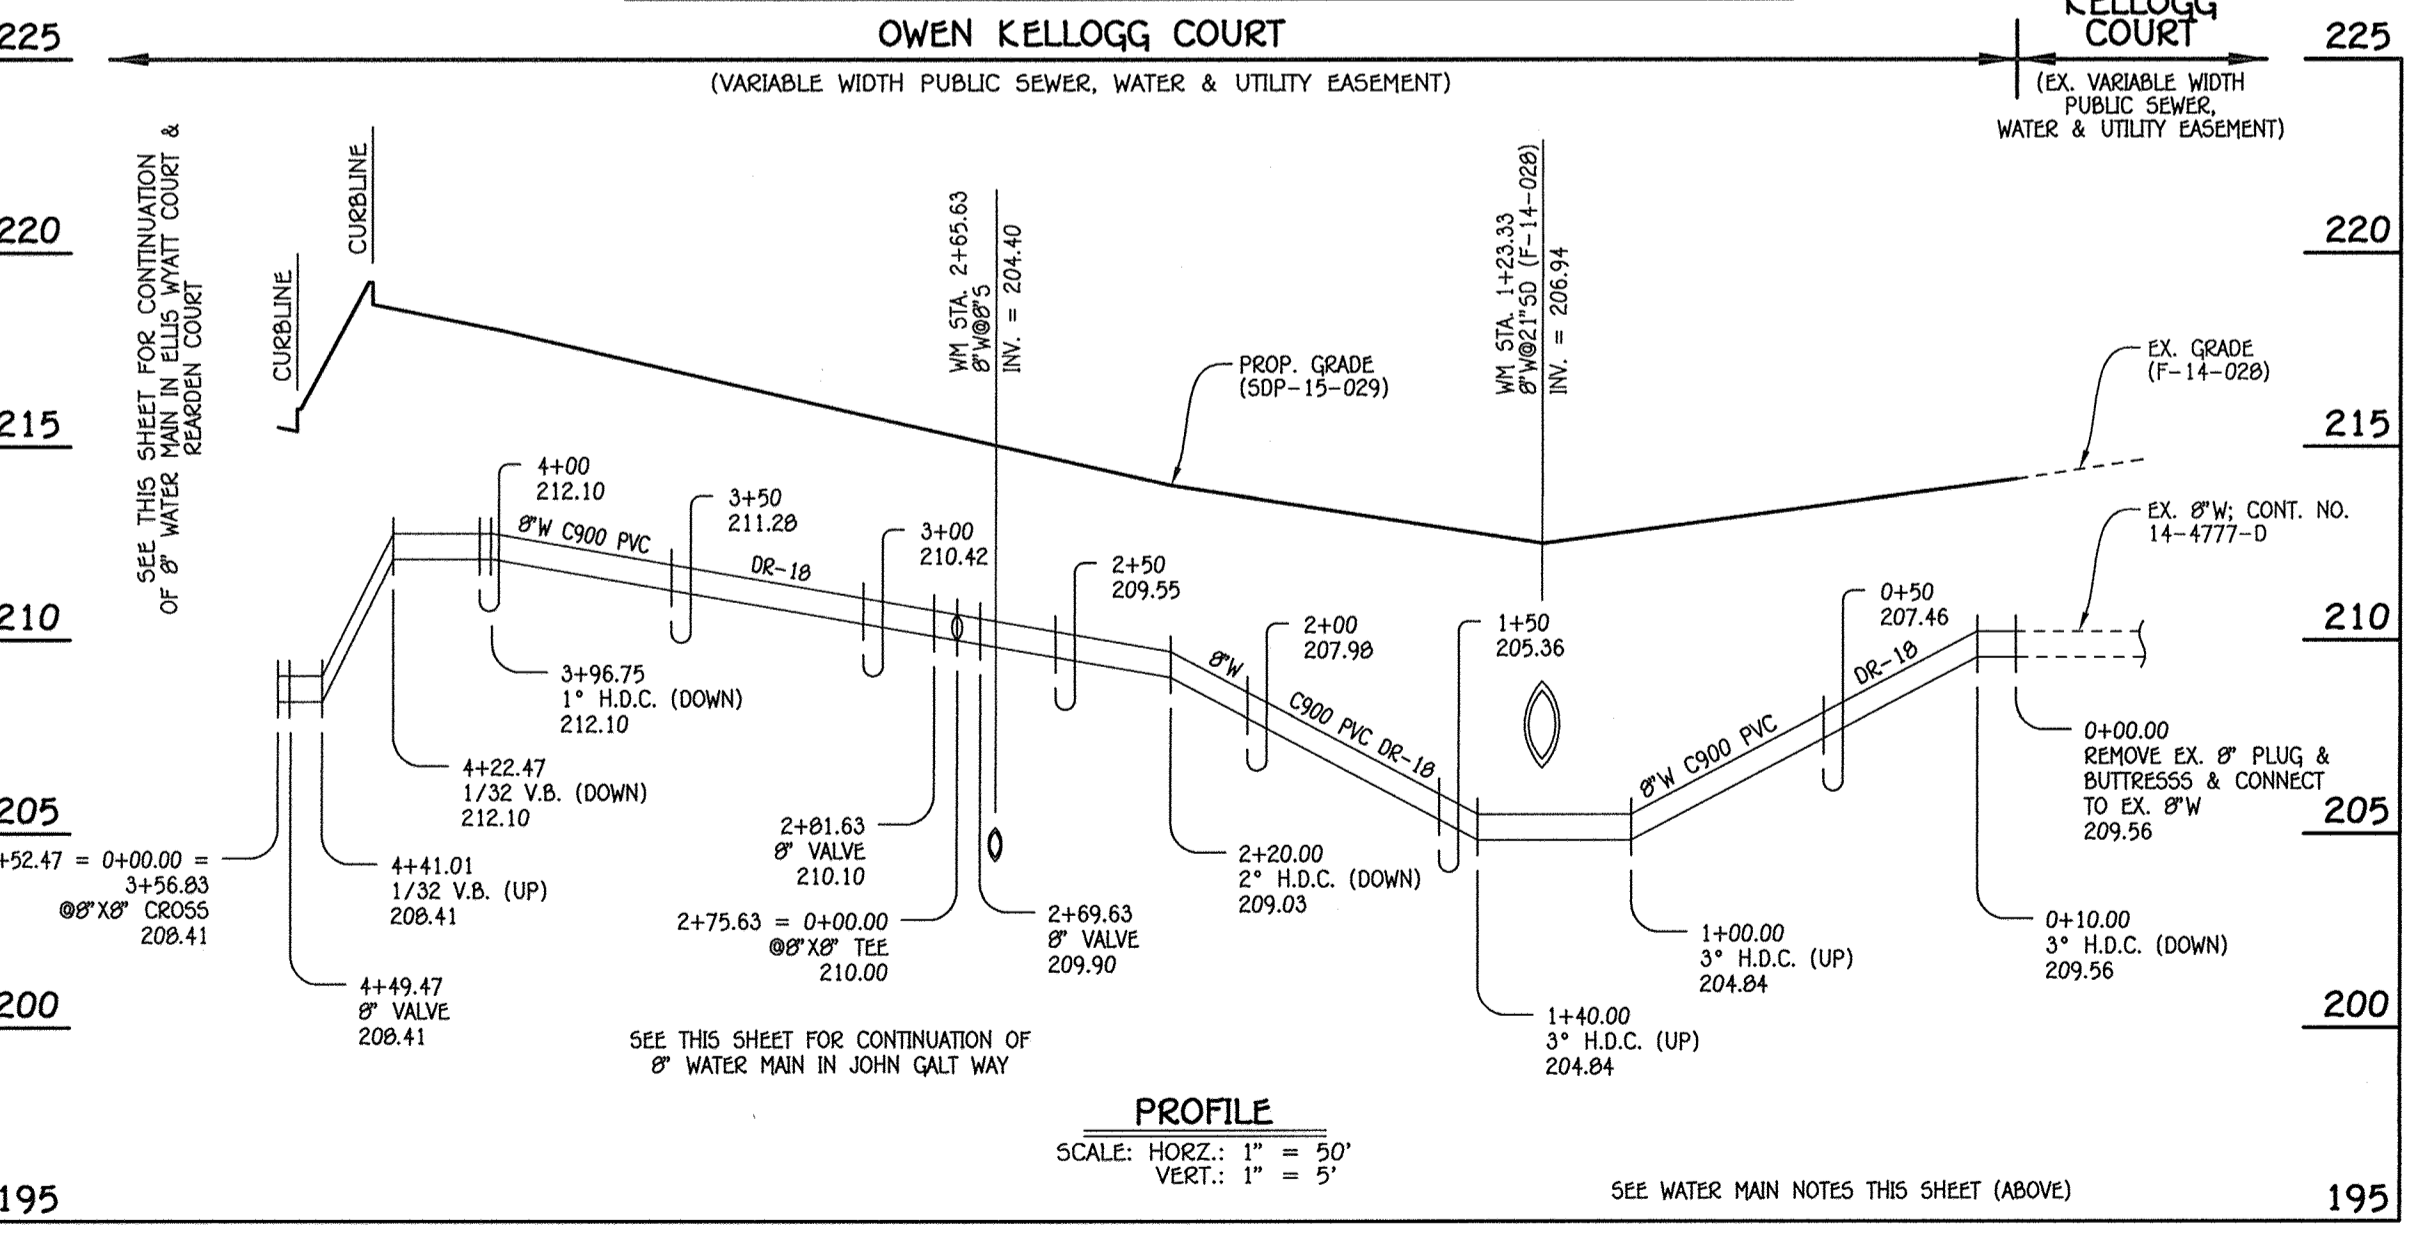 OWEN KELLOGG COURT
(VARIABLE WIDTH PUBLIC SEWER, WATER & UTILITY EASEMENT)
KELLOGG
COURT
(EX. VARIABLE WIDTH
PUBLIC SEWER,
WATER & UTILITY EASEMENT)
225
220
215
210
205
200
195
225
220
215
210
205
200
195
SEE THIS SHEET FOR CONTINUATION
OF 8" WATER MAIN IN ELLIS WYATT COURT &
REARDEN COURT
CURBLINE
CURBLINE
WM STA. 2+65.63
8"W@8"S
INV. = 204.40
PROP. GRADE
(SDP-15-029)
WM STA. 1+23.33
8"W@21"SD (F-14-028)
INV. = 206.94
EX. GRADE
(F-14-028)
EX. 8"W; CONT. NO.
14-4777-D
4+00
212.10
8"W C900 PVC
DR-18
3+50
211.28
3+00
210.42
2+50
209.55
2+00
207.98
1+50
205.36
0+50
207.46
8"W
C900 PVC DR-18
8"W C900 PVC
DR-18
3+96.75
1° H.D.C. (DOWN)
212.10
4+22.47
1/32 V.B. (DOWN)
212.10
4+41.01
1/32 V.B. (UP)
208.41
+52.47 = 0+00.00 =
3+56.83
@8"X8" CROSS
208.41
4+49.47
8" VALVE
208.41
2+81.63
8" VALVE
210.10
2+75.63 = 0+00.00
@8"X8" TEE
210.00
2+69.63
8" VALVE
209.90
2+20.00
2° H.D.C. (DOWN)
209.03
1+40.00
3° H.D.C. (UP)
204.84
1+00.00
3° H.D.C. (UP)
204.84
0+10.00
3° H.D.C. (DOWN)
209.56
0+00.00
REMOVE EX. 8" PLUG &
BUTTRESSS & CONNECT
TO EX. 8"W
209.56
SEE THIS SHEET FOR CONTINUATION OF
8" WATER MAIN IN JOHN GALT WAY
PROFILE
SCALE: HORZ.: 1" = 50'
VERT.: 1" = 5'
SEE WATER MAIN NOTES THIS SHEET (ABOVE)